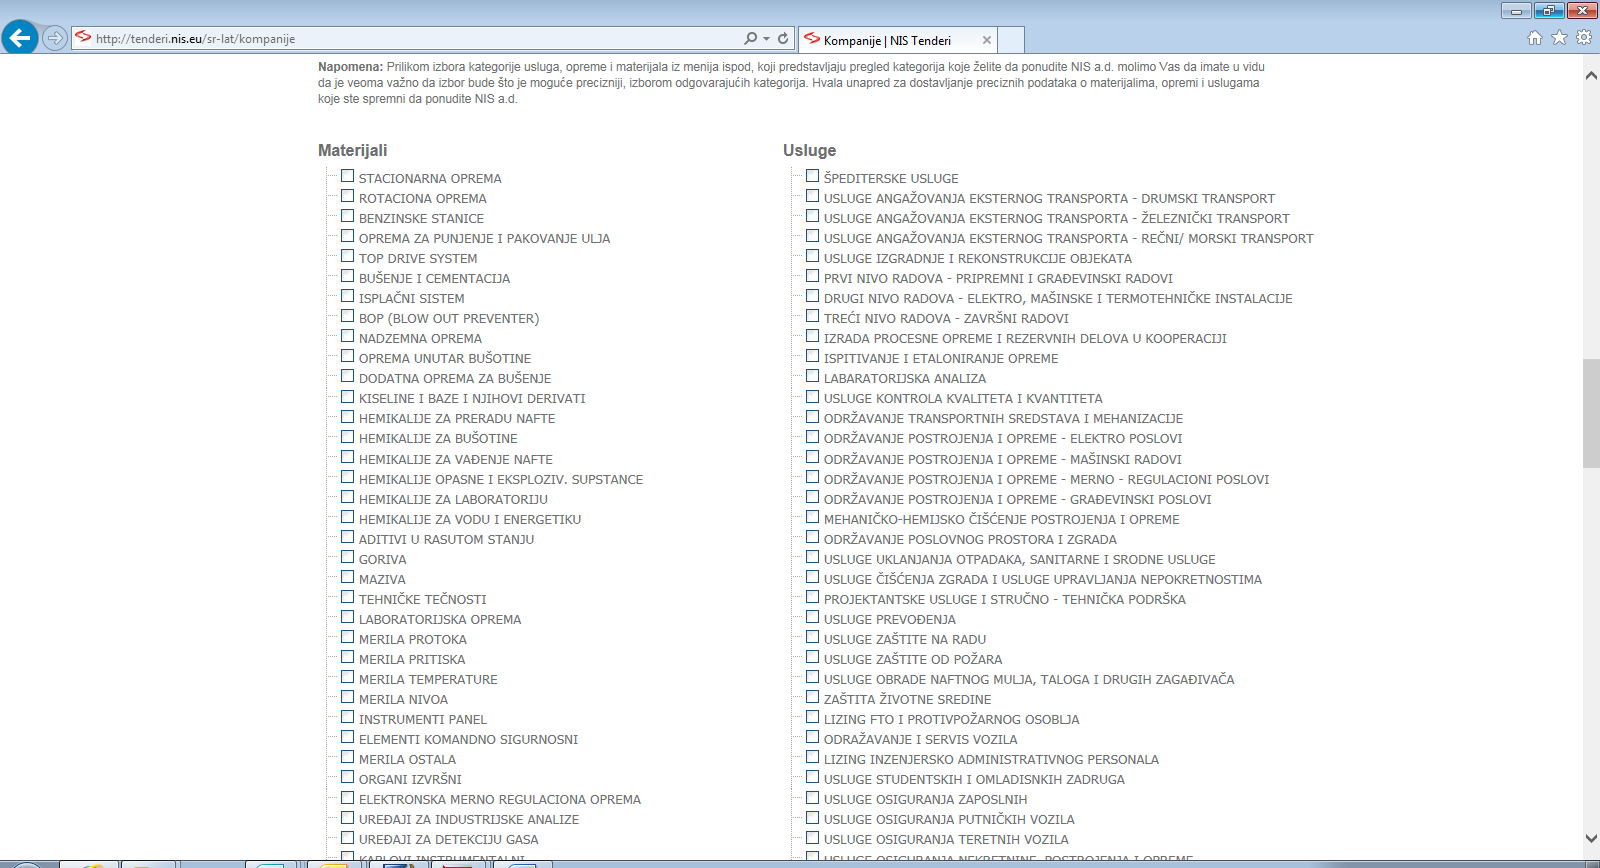 http://tenderi.nis.eu/sr-lat/kompanije
Kompanije | NIS Tenderi
Napomena: Prilikom izbora kategorije usluga, opreme i materijala iz menija ispod, koji predstavljaju pregled kategorija koje želite da ponudite NIS a.d. molimo Vas da imate u vidu
da je veoma važno da izbor bude što je moguće precizniji, izborom odgovarajućih kategorija. Hvala unapred za dostavljanje preciznih podataka o materijalima, opremi i uslugama
koje ste spremni da ponudite NIS a.d.
Materijali
STACIONARNA OPREMA
ROTACIONA OPREMA
BENZINSKE STANICE
OPREMA ZA PUNJENJE I PAKOVANJE ULJA
TOP DRIVE SYSTEM
BUŠENJE I CEMENTACIJA
ISPLAČNI SISTEM
BOP (BLOW OUT PREVENTER)
NADZEMNA OPREMA
OPREMA UNUTAR BUŠOTINE
DODATNA OPREMA ZA BUŠENJE
KISELINE I BAZE I NJIHOVI DERIVATI
HEMIKALIJE ZA PRERADU NAFTE
HEMIKALIJE ZA BUŠOTINE
HEMIKALIJE ZA VAĐENJE NAFTE
HEMIKALIJE OPASNE I EKSPLOZIV. SUPSTANCE
HEMIKALIJE ZA LABORATORIJU
HEMIKALIJE ZA VODU I ENERGETIKU
ADITIVI U RASUTOM STANJU
GORIVA
MAZIVA
TEHNIČKE TEČNOSTI
LABORATORIJSKA OPREMA
MERILA PROTOKA
MERILA PRITISKA
MERILA TEMPERATURE
MERILA NIVOA
INSTRUMENTI PANEL
ELEMENTI KOMANDNO SIGURNOSNI
MERILA OSTALA
ORGANI IZVRŠNI
ELEKTRONSKA MERNO REGULACIONA OPREMA
UREĐAJI ZA INDUSTRIJSKE ANALIZE
UREĐAJI ZA DETEKCIJU GASA
KABLOVI INSTRUMENTALNI
Usluge
ŠPEDITERSKE USLUGE
USLUGE ANGAŽOVANJA EKSTERNOG TRANSPORTA - DRUMSKI TRANSPORT
USLUGE ANGAŽOVANJA EKSTERNOG TRANSPORTA - ŽELEZNIČKI TRANSPORT
USLUGE ANGAŽOVANJA EKSTERNOG TRANSPORTA - REČNI/ MORSKI TRANSPORT
USLUGE IZGRADNJE I REKONSTRUKCIJE OBJEKATA
PRVI NIVO RADOVA - PRIPREMNI I GRAĐEVINSKI RADOVI
DRUGI NIVO RADOVA - ELEKTRO, MAŠINSKE I TERMOTEHNIČKE INSTALACIJE
TREĆI NIVO RADOVA - ZAVRŠNI RADOVI
IZRADA PROCESNE OPREME I REZERVNIH DELOVA U KOOPERACIJI
ISPITIVANJE I ETALONIRANJE OPREME
LABARATORIJSKA ANALIZA
USLUGE KONTROLA KVALITETA I KVANTITETA
ODRŽAVANJE TRANSPORTNIH SREDSTAVA I MEHANIZACIJE
ODRŽAVANJE POSTROJENJA I OPREME - ELEKTRO POSLOVI
ODRŽAVANJE POSTROJENJA I OPREME - MAŠINSKI RADOVI
ODRŽAVANJE POSTROJENJA I OPREME - MERNO - REGULACIONI POSLOVI
ODRŽAVANJE POSTROJENJA I OPREME - GRAĐEVINSKI POSLOVI
MEHANIČKO-HEMIJSKO ČIŠĆENJE POSTROJENJA I OPREME
ODRŽAVANJE POSLOVNOG PROSTORA I ZGRADA
USLUGE UKLANJANJA OTPADAKA, SANITARNE I SRODNE USLUGE
USLUGE ČIŠĆENJA ZGRADA I USLUGE UPRAVLJANJA NEPOKRETNOSTIMA
PROJEKTANTSKE USLUGE I STRUČNO - TEHNIČKA PODRŠKA
USLUGE PREVOĐENJA
USLUGE ZAŠTITE NA RADU
USLUGE ZAŠTITE OD POŽARA
USLUGE OBRADE NAFTNOG MULJA, TALOGA I DRUGIH ZAGAĐIVAČA
ZAŠTITA ŽIVOTNE SREDINE
LIZING FTO I PROTIVPOŽARNOG OSOBLJA
ODRAŽAVANJE I SERVIS VOZILA
LIZING INZENJERSKO ADMINISTRATIVNOG PERSONALA
USLUGE STUDENTSKIH I OMLADISNKIH ZADRUGA
USLUGE OSIGURANJA ZAPOSLNIH
USLUGE OSIGURANJA PUTNIČKIH VOZILA
USLUGE OSIGURANJA TERETNIH VOZILA
USLUGE OSIGURANJA NEKRETNINE, POSTROJENJA I OPREME